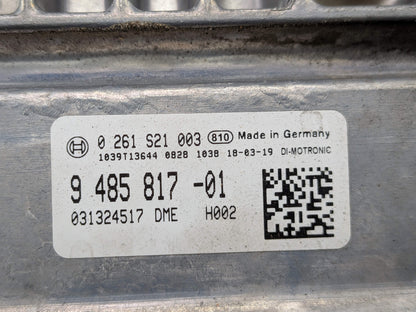 0 261 S21 003 810 Made in Germany
1039T13644 0828 1038 18-03-19 DI-MOTRONIC
9 485 817 -01
031324517 DME H002